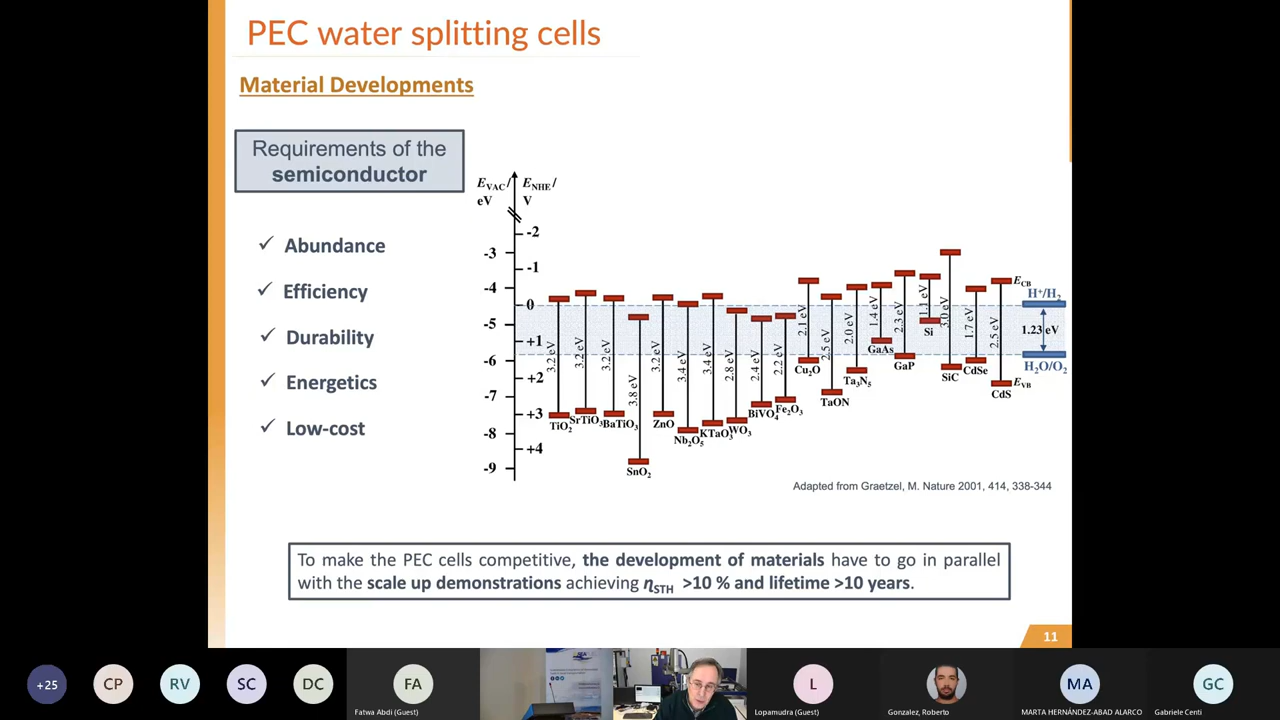 PEC water splitting cells
Material Developments
Requirements of the
semiconductor
✓ Abundance
✓ Efficiency
✓ Durability
✓ Energetics
✓ Low-cost
E_VAC/ E_NHE/
eV V
-2
-3
-1
-4
0
-5
+1
-6
+2
-7
+3
-8
+4
-9
3.2 eV
TiO₂
3.2 eV
SrTiO₃
3.2 eV
BaTiO₃
3.8 eV
SnO₂
3.2 eV
ZnO
3.4 eV
Nb₂O₅
3.4 eV
KTaO₃
2.8 eV
WO₃
2.4 eV
BiVO₄
2.2 eV
Fe₂O₃
2.1 eV
Cu₂O
2.5 eV
TaON
2.0 eV
Ta₃N₅
1.4 eV
GaAs
2.3 eV
GaP
1.1 eV
Si
3.0 eV
SiC
1.7 eV
CdSe
2.5 eV
CdS
E_CB
E_VB
H⁺/H₂
1.23 eV
H₂O/O₂
Adapted from Graetzel, M. Nature 2001, 414, 338-344
To make the PEC cells competitive, the development of materials have to go in parallel
with the scale up demonstrations achieving η_STH >10 % and lifetime >10 years.
11
+25
CP
RV
SC
DC
FA
Fatwa Abdi (Guest)
L
Lopamudra (Guest)
Gonzalez, Roberto
MA
MARTA HERNÁNDEZ-ABAD ALARCO
GC
Gabriele Centi